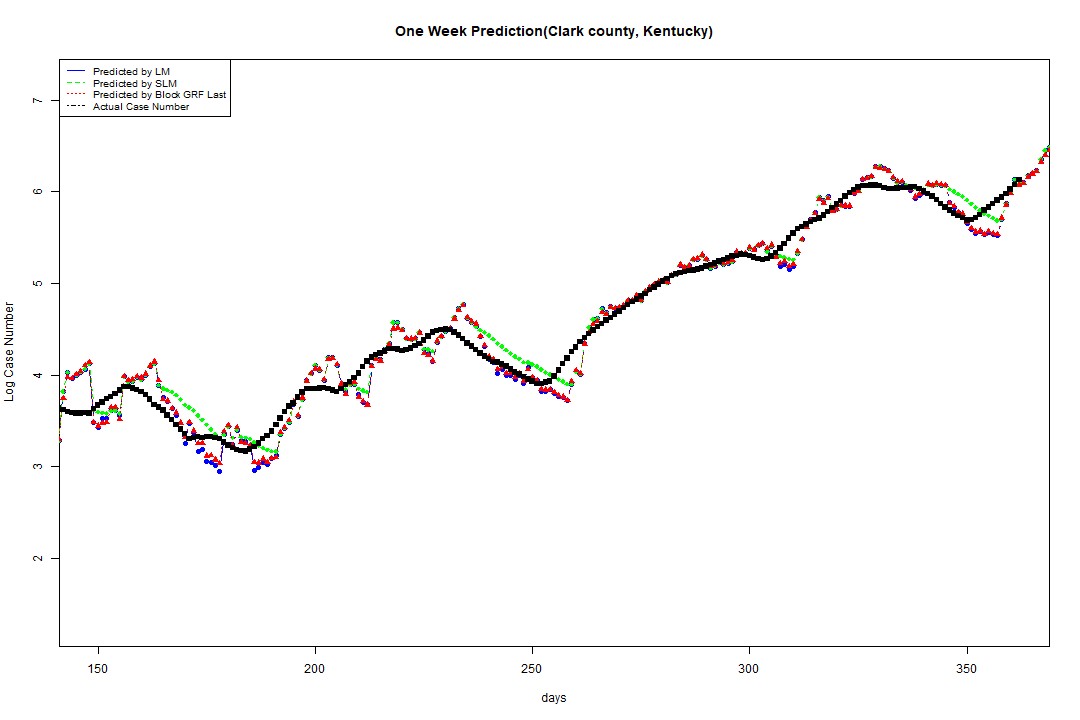 One Week Prediction(Clark county, Kentucky)
Predicted by LM
Predicted by SLM
Predicted by Block GRF Last
Actual Case Number
Log Case Number
7
6
5
4
3
2
150 200 250 300 350
days